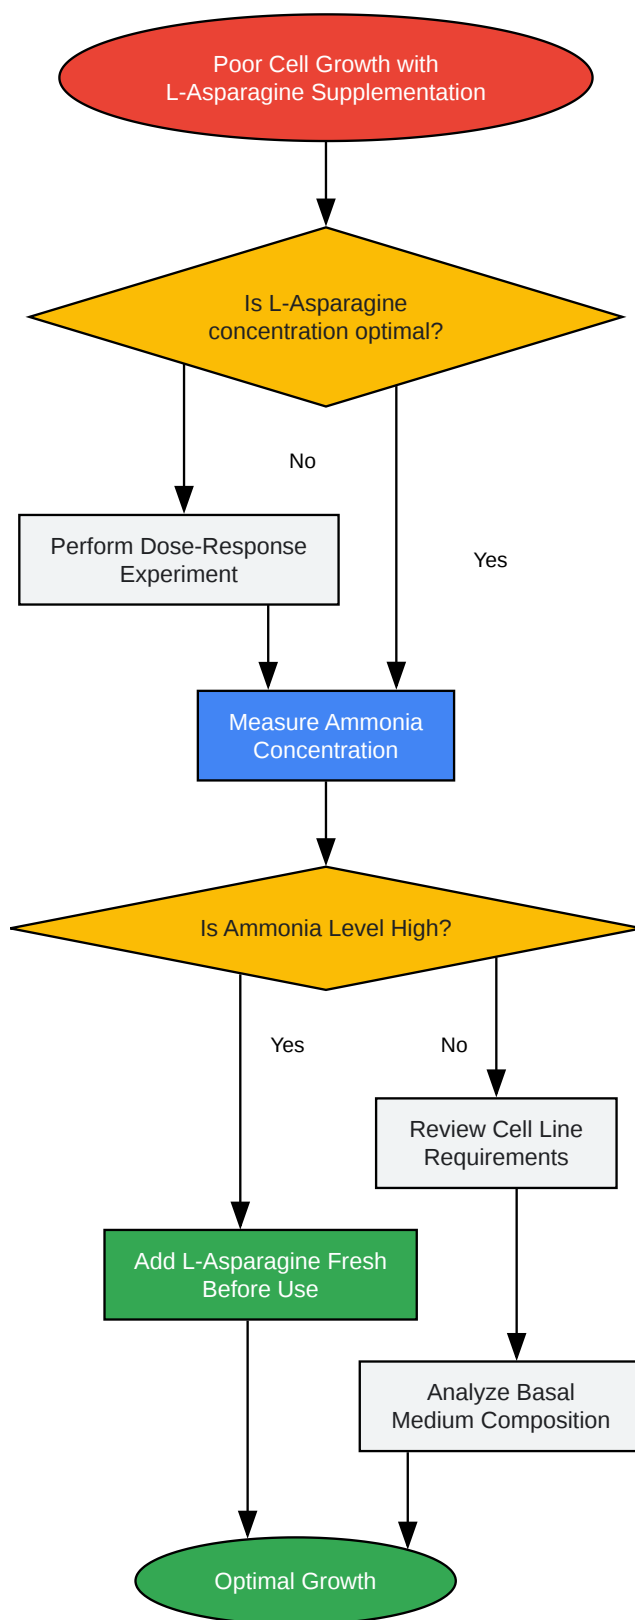 Poor Cell Growth with
L-Asparagine Supplementation
Is L-Asparagine
concentration optimal?
No
Perform Dose-Response
Experiment
Yes
Measure Ammonia
Concentration
Is Ammonia Level High?
Yes
No
Review Cell Line
Requirements
Add L-Asparagine Fresh
Before Use
Analyze Basal
Medium Composition
Optimal Growth